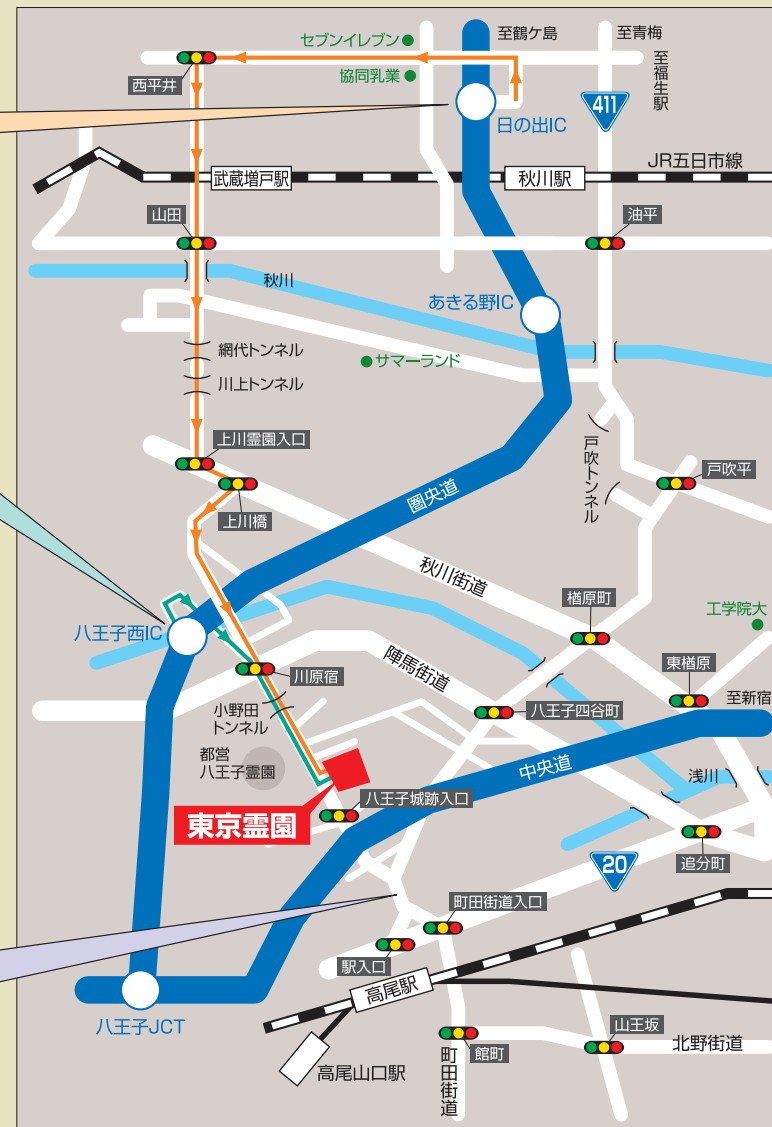 セブンイレブン
至鶴ケ島
至青梅
至福生駅
協同乳業
西平井
411
日の出IC
JR五日市線
武蔵増戸駅
秋川駅
山田
油平
秋川
あきる野IC
網代トンネル
サマーランド
川上トンネル
上川霊園入口
戸吹トンネル
戸吹平
圏央道
上川橋
秋川街道
楢原町
工学院大
八王子西IC
陣馬街道
東楢原
川原宿
至新宿
小野田
トンネル
八王子四谷町
都営
八王子霊園
中央道
浅川
八王子城跡入口
東京霊園
追分町
20
町田街道入口
駅入口
高尾駅
八王子JCT
山王坂
北野街道
館町
町田街道
高尾山口駅